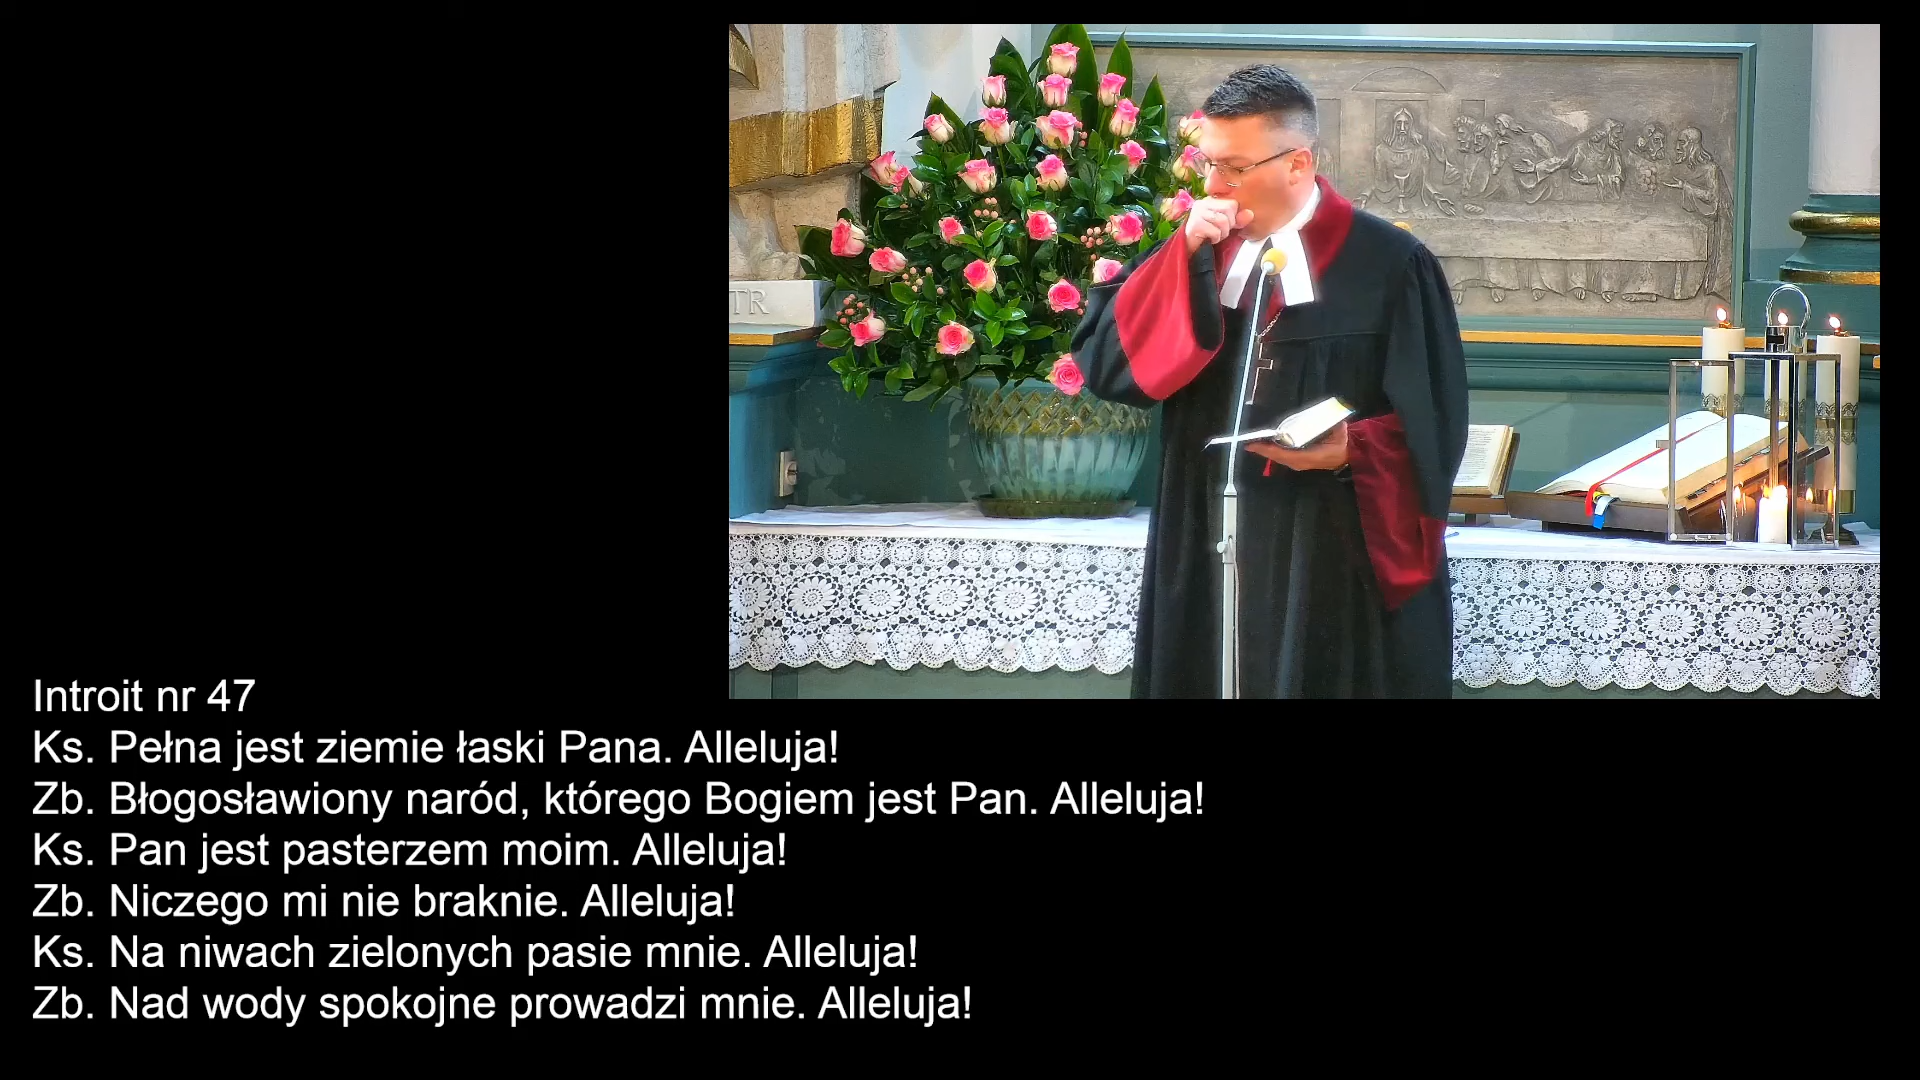 TR
Introit nr 47
Ks. Pełna jest ziemie łaski Pana. Alleluja!
Zb. Błogosławiony naród, którego Bogiem jest Pan. Alleluja!
Ks. Pan jest pasterzem moim. Alleluja!
Zb. Niczego mi nie braknie. Alleluja!
Ks. Na niwach zielonych pasie mnie. Alleluja!
Zb. Nad wody spokojne prowadzi mnie. Alleluja!